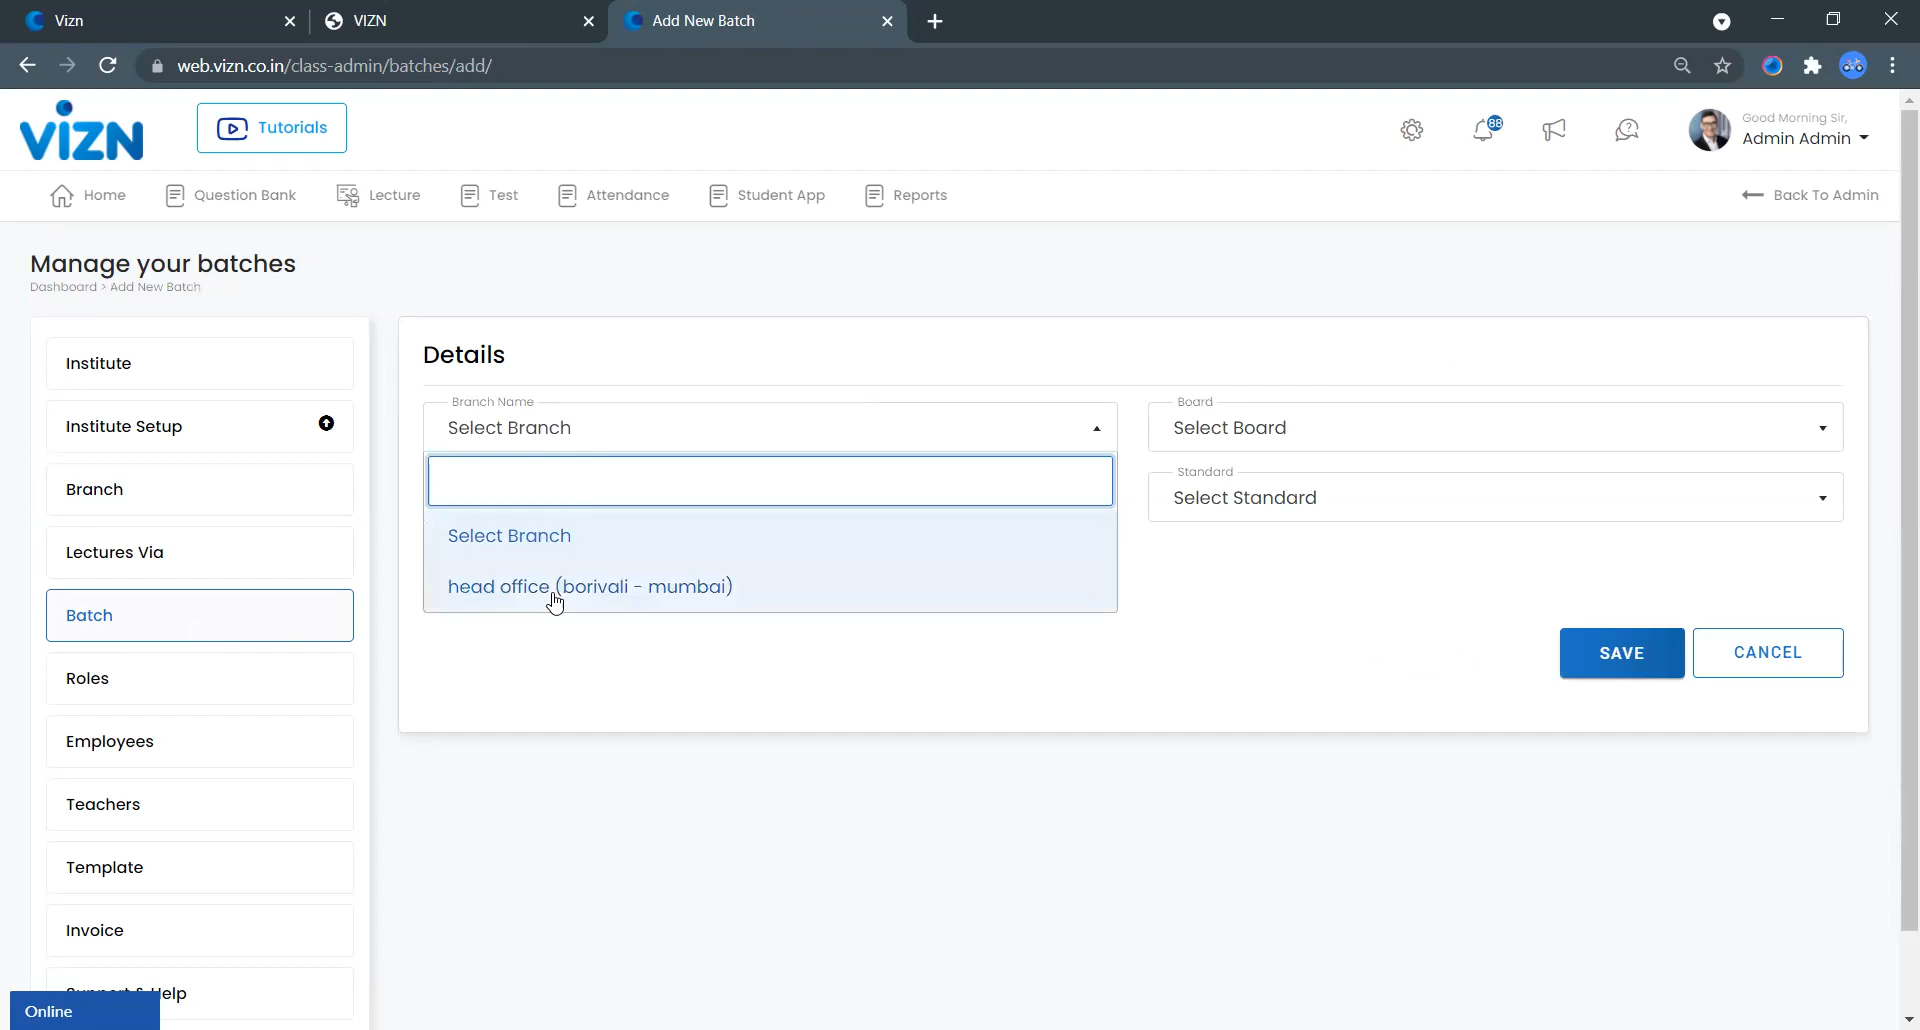 Vizn
VIZN
Add New Batch
web.vizn.co.in/class-admin/batches/add/
VIZN
Tutorials
88
Good Morning Sir,
Admin Admin
Home
Question Bank
Lecture
Test
Attendance
Student App
Reports
Back To Admin
Manage your batches
Dashboard > Add New Batch
Institute
Institute Setup
Branch
Lectures Via
Batch
Roles
Employees
Teachers
Template
Invoice
Details
Branch Name
Select Branch
Board
Select Board
Standard
Select Standard
Select Branch
head office (borivali - mumbai)
SAVE
CANCEL
Online